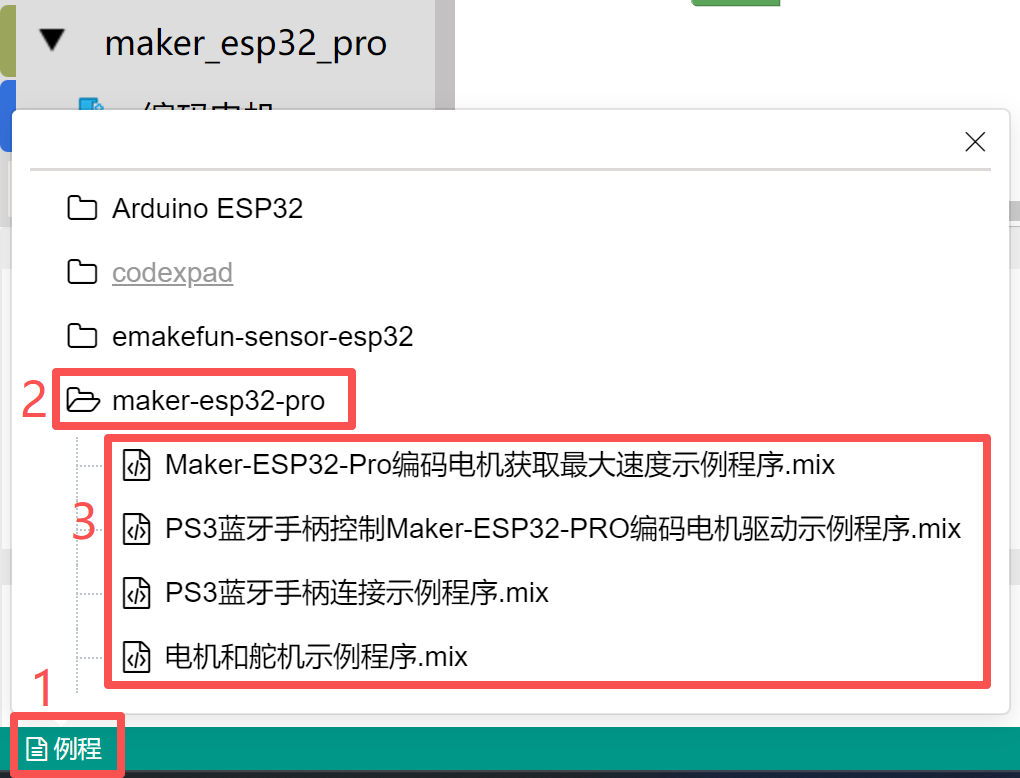 maker_esp32_pro
编码电机
Arduino ESP32
codexpad
emakefun-sensor-esp32
2
maker-esp32-pro
Maker-ESP32-Pro编码电机获取最大速度示例程序.mix
3
PS3蓝牙手柄控制Maker-ESP32-PRO编码电机驱动示例程序.mix
PS3蓝牙手柄连接示例程序.mix
电机和舵机示例程序.mix
1
例程